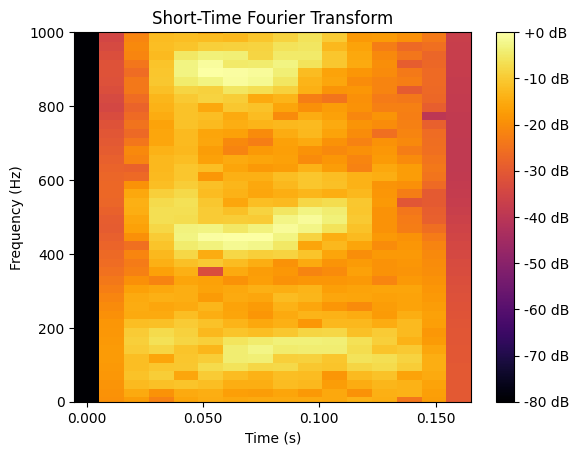 Short-Time Fourier Transform
Frequency (Hz)
1000
800
600
400
200
0
0.000
0.050
0.100
0.150
Time (s)
+0 dB
-10 dB
-20 dB
-30 dB
-40 dB
-50 dB
-60 dB
-70 dB
-80 dB